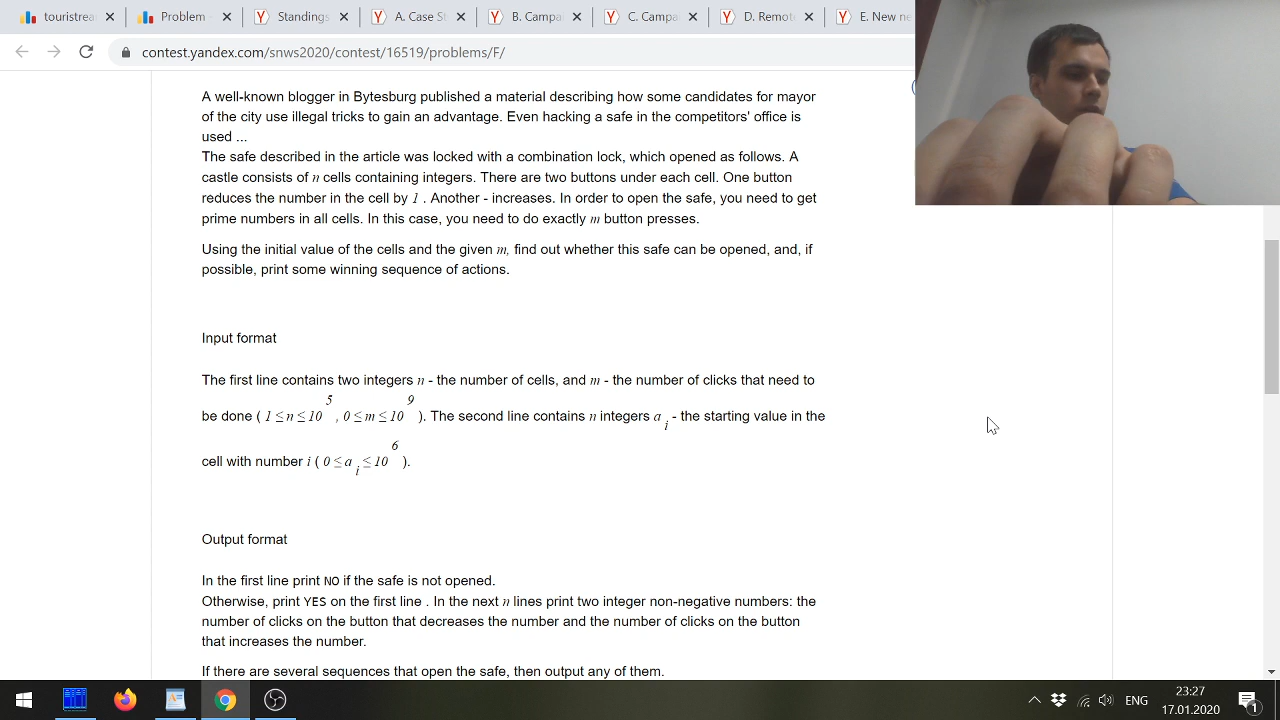 touristrea
Problem
Standings
A. Case St
B. Campa
C. Campa
D. Remot
E. New ne
contest.yandex.com/snws2020/contest/16519/problems/F/
A well-known blogger in Bytesburg published a material describing how some candidates for mayor
of the city use illegal tricks to gain an advantage. Even hacking a safe in the competitors' office is
used ...
The safe described in the article was locked with a combination lock, which opened as follows. A
castle consists of n cells containing integers. There are two buttons under each cell. One button
reduces the number in the cell by 1 . Another - increases. In order to open the safe, you need to get
prime numbers in all cells. In this case, you need to do exactly m button presses.
Using the initial value of the cells and the given m, find out whether this safe can be opened, and, if
possible, print some winning sequence of actions.
Input format
The first line contains two integers n - the number of cells, and m - the number of clicks that need to
be done ( 1 ≤ n ≤ 10^5 , 0 ≤ m ≤ 10^9 ). The second line contains n integers a_i - the starting value in the
cell with number i ( 0 ≤ a_i ≤ 10^6 ).
Output format
In the first line print NO if the safe is not opened.
Otherwise, print YES on the first line . In the next n lines print two integer non-negative numbers: the
number of clicks on the button that decreases the number and the number of clicks on the button
that increases the number.
If there are several sequences that open the safe, then output any of them.
ENG
23:27
17.01.2020
1